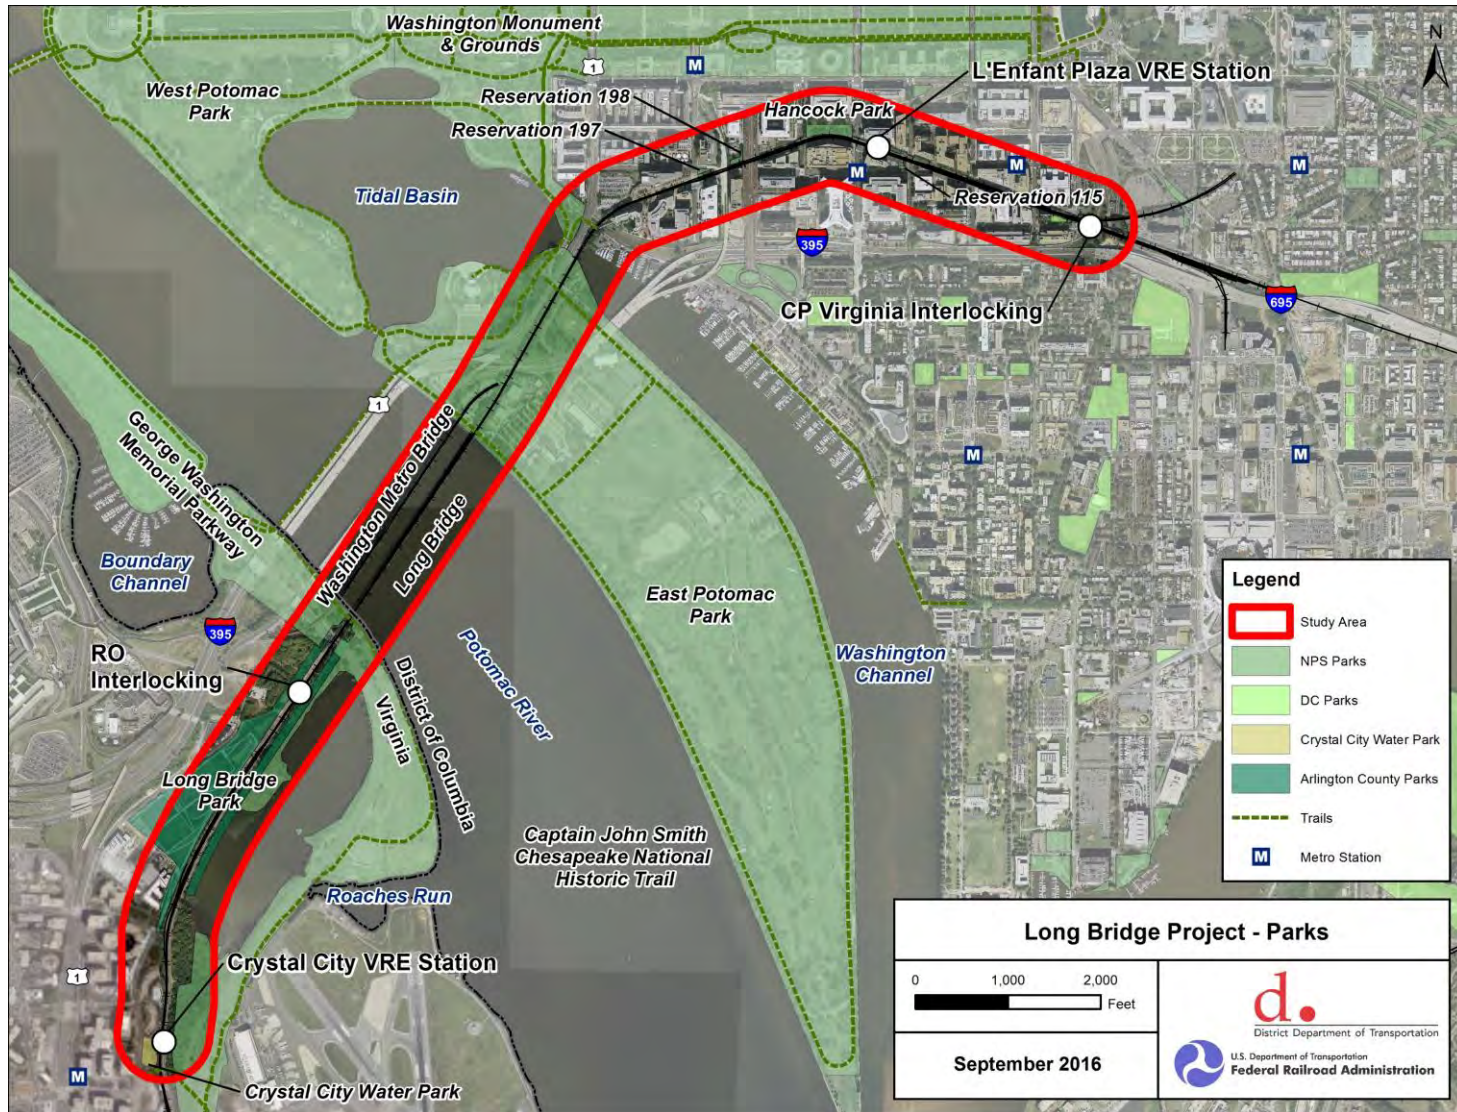 Washington Monument
& Grounds
N
1
M
L'Enfant Plaza VRE Station
West Potomac
Park
Reservation 198
Hancock Park
Reservation 197
M
M
M
Tidal Basin
Reservation 115
395
695
CP Virginia Interlocking
1
George Washington
Memorial Parkway
Washington Metro Bridge
Long Bridge
M
M
Boundary
Channel
395
East Potomac
Park
RO
Interlocking
Potomac River
Washington
Channel
District of Columbia
Virginia
Long Bridge
Park
Captain John Smith
Chesapeake National
Historic Trail
Roaches Run
1
Crystal City VRE Station
M
Crystal City Water Park
Legend
Study Area
NPS Parks
DC Parks
Crystal City Water Park
Arlington County Parks
Trails
M
Metro Station
Long Bridge Project - Parks
0 1,000 2,000
Feet
September 2016
d.
District Department of Transportation
U.S. Department of Transportation
Federal Railroad Administration